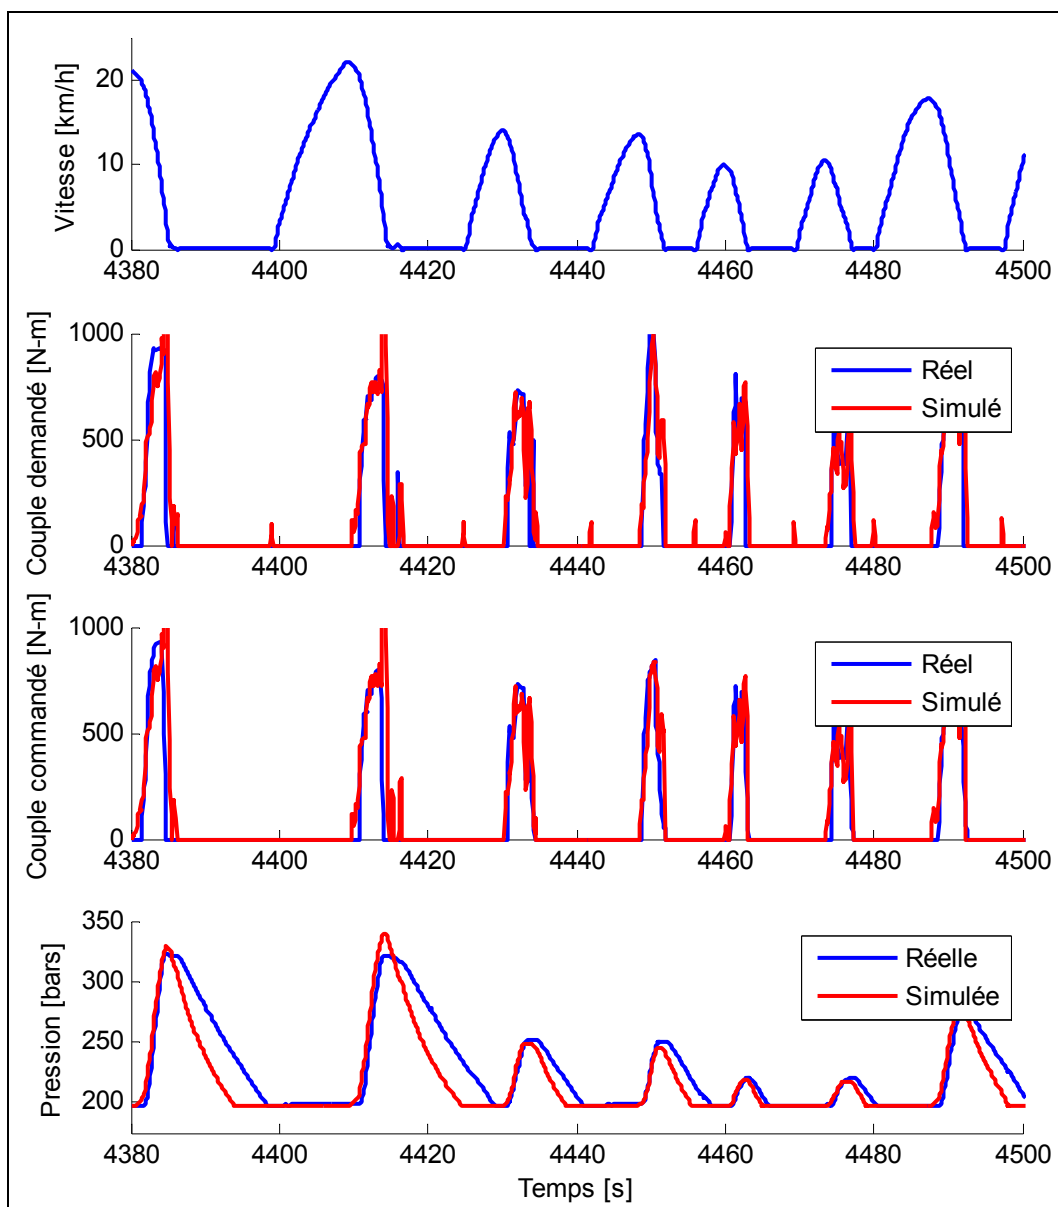 Vitesse [km/h]
20
10
0
4380 4400 4420 4440 4460 4480 4500
Couple demandé [N-m]
1000
500
0
Réel
Simulé
4380 4400 4420 4440 4460 4480 4500
Couple commandé [N-m]
1000
500
0
Réel
Simulé
4380 4400 4420 4440 4460 4480 4500
Pression [bars]
350
300
250
200
Réelle
Simulée
4380 4400 4420 4440 4460 4480 4500
Temps [s]